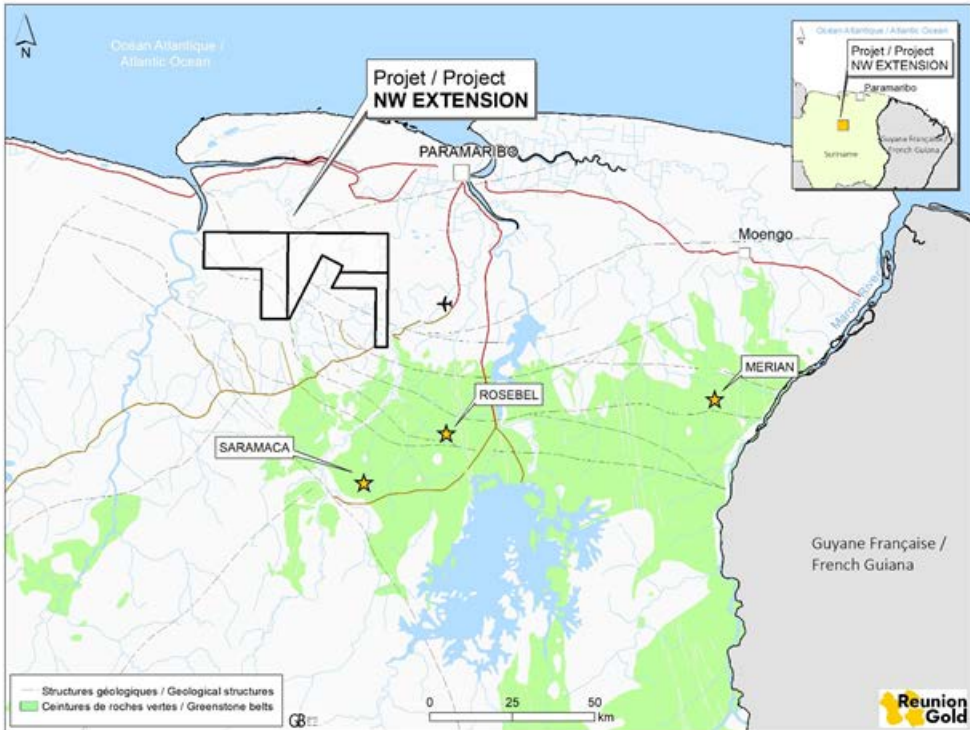 N
Océan Atlantique /
Atlantic Ocean
Projet / Project
NW EXTENSION
PARAMARIBO
Moengo
Maroni River
MERIAN
ROSEBEL
SARAMACA
Guyane Française /
French Guiana
Océan Atlantique / Atlantic Ocean
N
Projet / Project
NW EXTENSION
Paramaribo
Suriname
Guyane Française /
French Guiana
Structures géologiques / Geological structures
Ceintures de roches vertes / Greenstone belts
0 25 50
km
Reunion
Gold